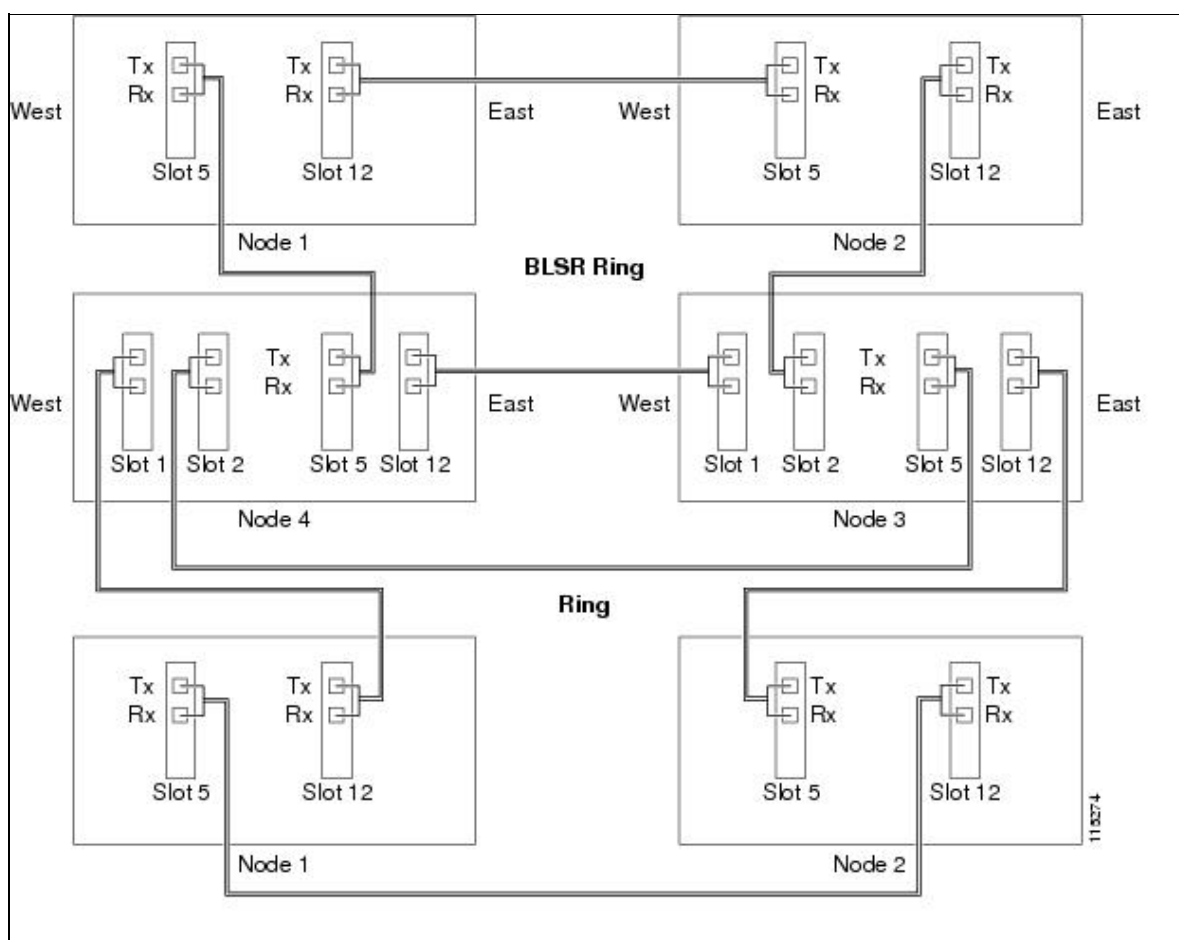 Tx Tx Tx Tx
Rx Rx Rx Rx
West East West East
Slot 5 Slot 12 Slot 5 Slot 12
Node 1 Node 2
BLSR Ring
Tx Tx
Rx Rx
West East West East
Slot 1 Slot 2 Slot 5 Slot 12 Slot 1 Slot 2 Slot 5 Slot 12
Node 4 Node 3
Ring
Tx Tx Tx Tx
Rx Rx Rx Rx
Slot 5 Slot 12 Slot 5 Slot 12
115274
Node 1 Node 2